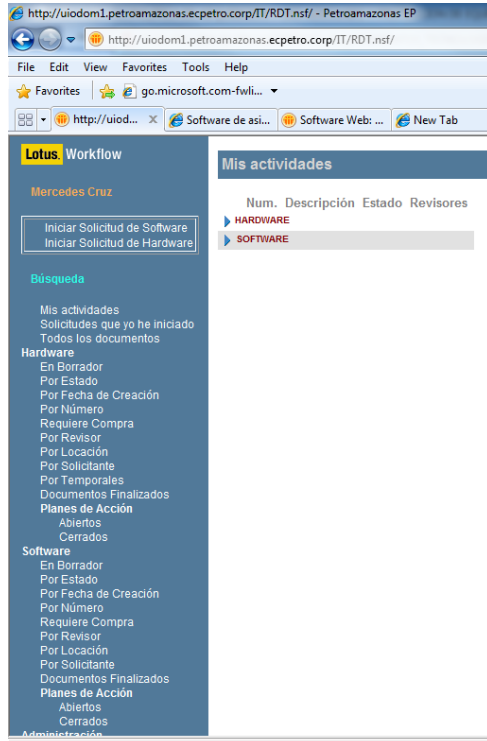 http://uiodom1.petroamazonas.ecpetro.corp/IT/RDT.nsf/ - Petroamazonas EP
http://uiodom1.petroamazonas.ecpetro.corp/IT/RDT.nsf/
File Edit View Favorites Tools Help
Favorites go.microsoft.com-fwli...
http://uiod... X Software de asi... Software Web: ... New Tab
Lotus. Workflow
Mercedes Cruz
Iniciar Solicitud de Software
Iniciar Solicitud de Hardware
Búsqueda
Mis actividades
Solicitudes que yo he iniciado
Todos los documentos
Hardware
En Borrador
Por Estado
Por Fecha de Creación
Por Número
Requiere Compra
Por Revisor
Por Locación
Por Solicitante
Por Temporales
Documentos Finalizados
Planes de Acción
Abiertos
Cerrados
Software
En Borrador
Por Estado
Por Fecha de Creación
Por Número
Requiere Compra
Por Revisor
Por Locación
Por Solicitante
Documentos Finalizados
Planes de Acción
Abiertos
Cerrados
Administración
Mis actividades
Num. Descripción Estado Revisores
HARDWARE
SOFTWARE